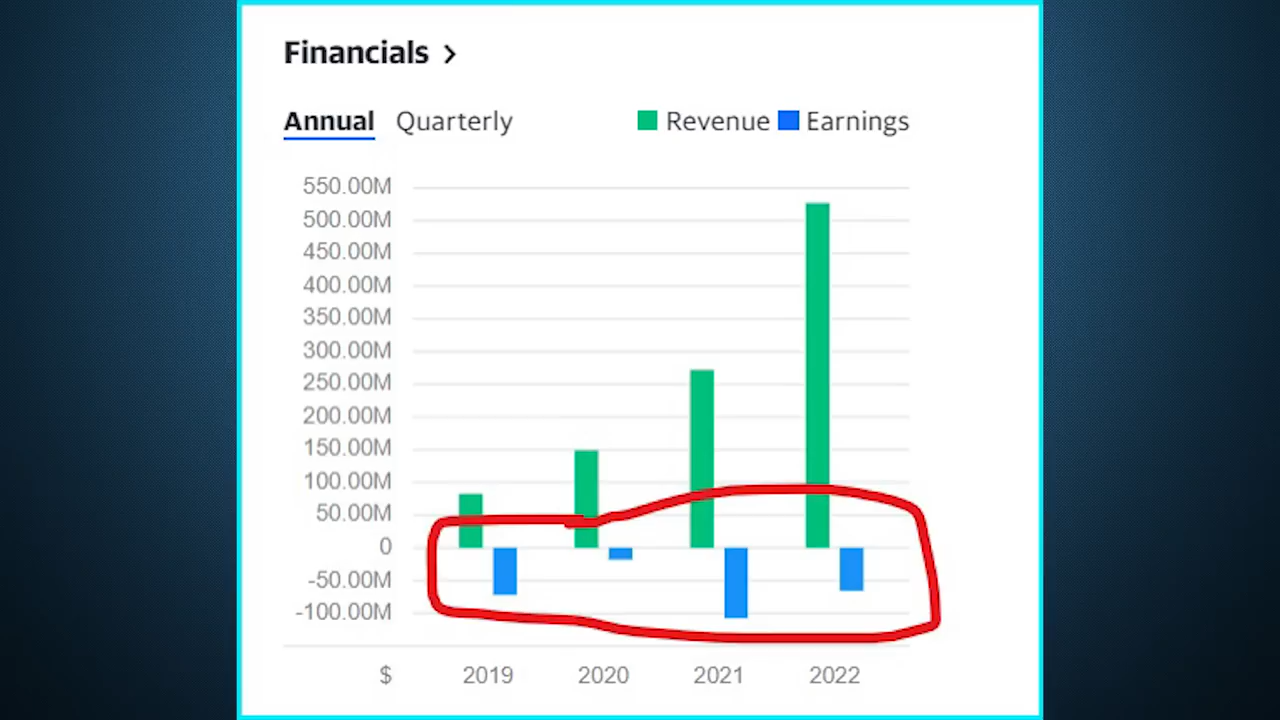 Financials >
Annual Quarterly Revenue Earnings
550.00M
500.00M
450.00M
400.00M
350.00M
300.00M
250.00M
200.00M
150.00M
100.00M
50.00M
0
-50.00M
-100.00M
$ 2019 2020 2021 2022